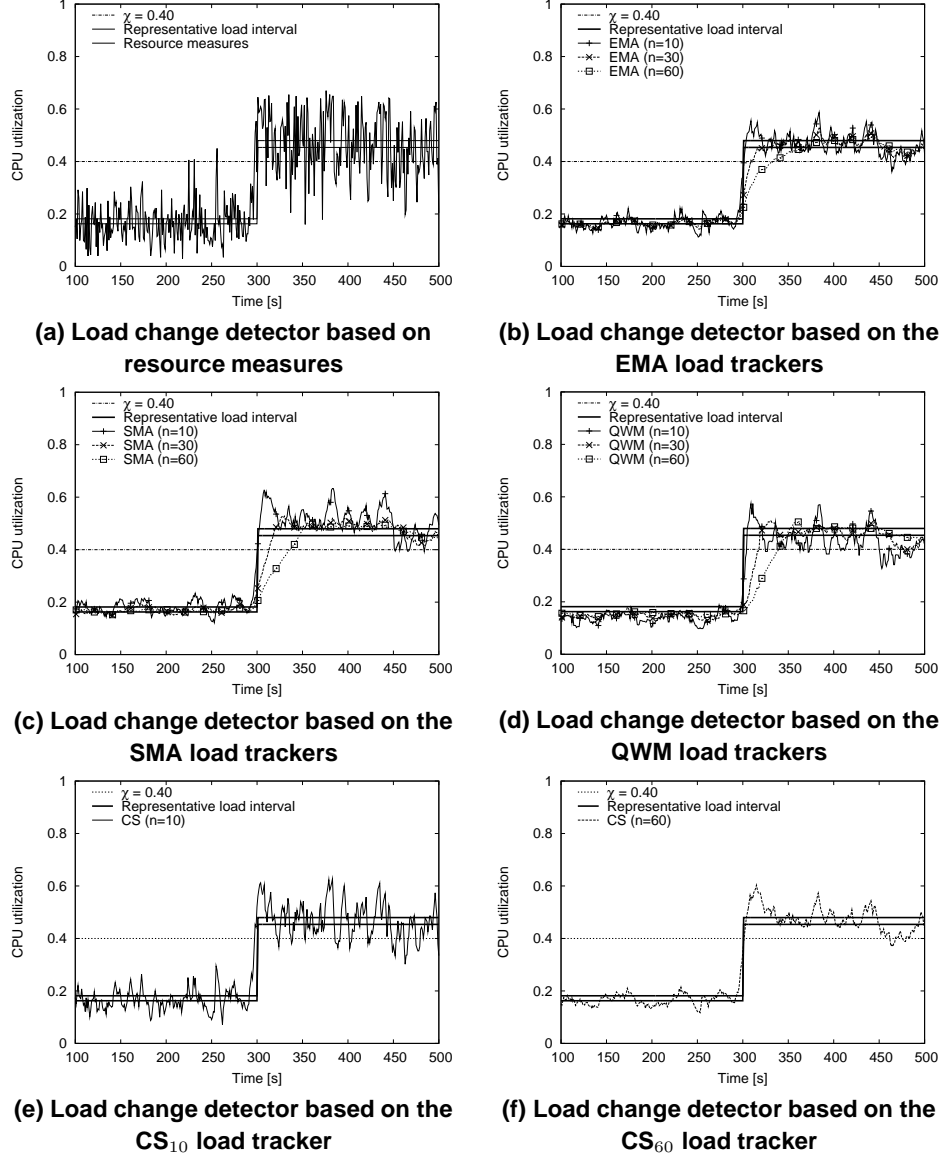 1
0.8
0.6
0.4
0.2
0
100 150 200 250 300 350 400 450 500
CPU utilization
Time [s]
χ = 0.40
Representative load interval
Resource measures
(a) Load change detector based on
resource measures
1
0.8
0.6
0.4
0.2
0
100 150 200 250 300 350 400 450 500
CPU utilization
Time [s]
χ = 0.40
Representative load interval
EMA (n=10)
EMA (n=30)
EMA (n=60)
(b) Load change detector based on the
EMA load trackers
1
0.8
0.6
0.4
0.2
0
100 150 200 250 300 350 400 450 500
CPU utilization
Time [s]
χ = 0.40
Representative load interval
SMA (n=10)
SMA (n=30)
SMA (n=60)
(c) Load change detector based on the
SMA load trackers
1
0.8
0.6
0.4
0.2
0
100 150 200 250 300 350 400 450 500
CPU utilization
Time [s]
χ = 0.40
Representative load interval
QWM (n=10)
QWM (n=30)
QWM (n=60)
(d) Load change detector based on the
QWM load trackers
1
0.8
0.6
0.4
0.2
0
100 150 200 250 300 350 400 450 500
CPU utilization
Time [s]
χ = 0.40
Representative load interval
CS (n=10)
(e) Load change detector based on the
CS₁₀ load tracker
1
0.8
0.6
0.4
0.2
0
100 150 200 250 300 350 400 450 500
CPU utilization
Time [s]
χ = 0.40
Representative load interval
CS (n=60)
(f) Load change detector based on the
CS₆₀ load tracker